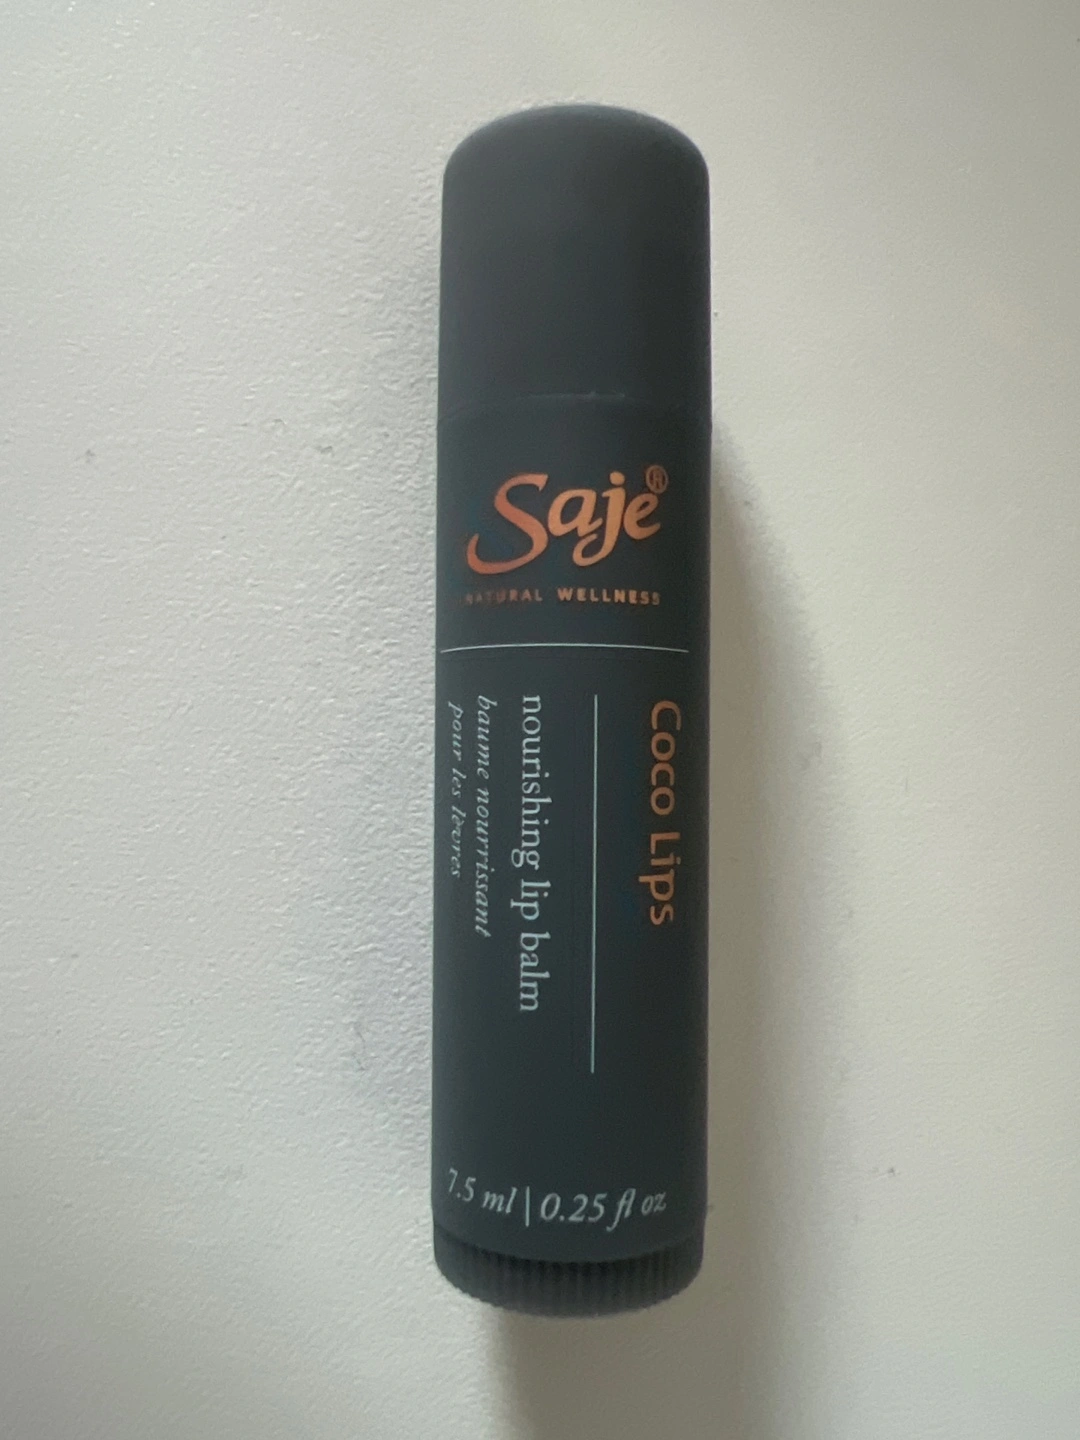 Saje®
NATURAL WELLNESS
Coco Lips
nourishing lip balm
baume nourrissant
pour les lèvres
7.5 ml | 0.25 fl oz